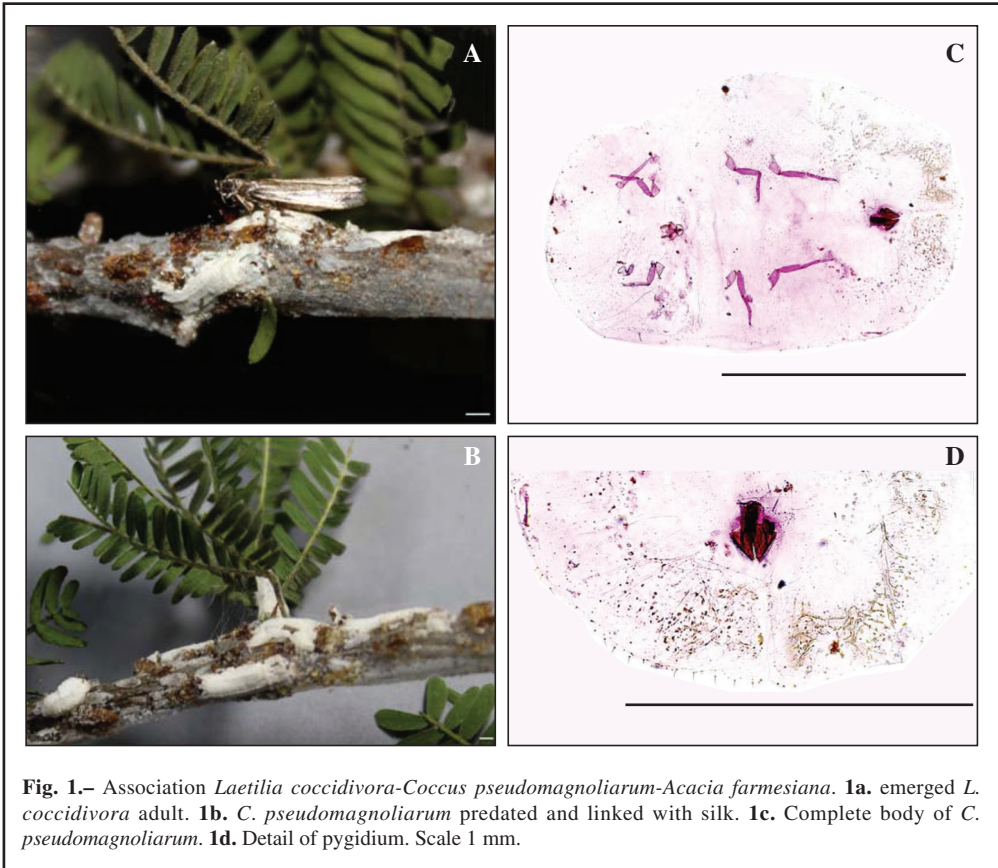 A
C
B
D
Fig. 1.– Association Laetilia coccidivora-Coccus pseudomagnoliarum-Acacia farmesiana. 1a. emerged L.
coccidivora adult. 1b. C. pseudomagnoliarum predated and linked with silk. 1c. Complete body of C.
pseudomagnoliarum. 1d. Detail of pygidium. Scale 1 mm.